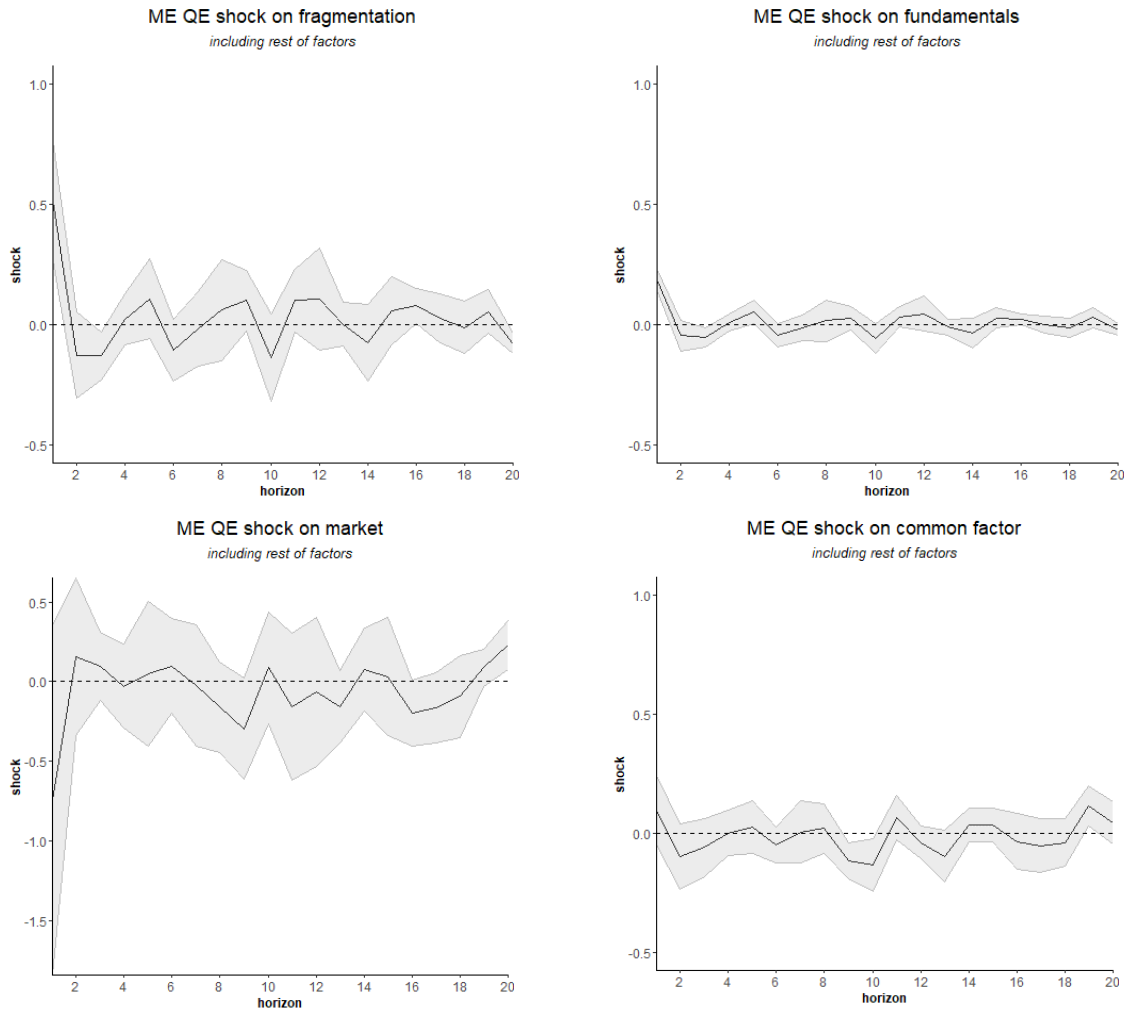 ME QE shock on fragmentation
including rest of factors
1.0
0.5
0.0
-0.5
shock
2 4 6 8 10 12 14 16 18 20
horizon
ME QE shock on fundamentals
including rest of factors
1.0
0.5
0.0
-0.5
shock
2 4 6 8 10 12 14 16 18 20
horizon
ME QE shock on market
including rest of factors
0.5
0.0
-0.5
-1.0
-1.5
shock
2 4 6 8 10 12 14 16 18 20
horizon
ME QE shock on common factor
including rest of factors
1.0
0.5
0.0
-0.5
shock
2 4 6 8 10 12 14 16 18 20
horizon